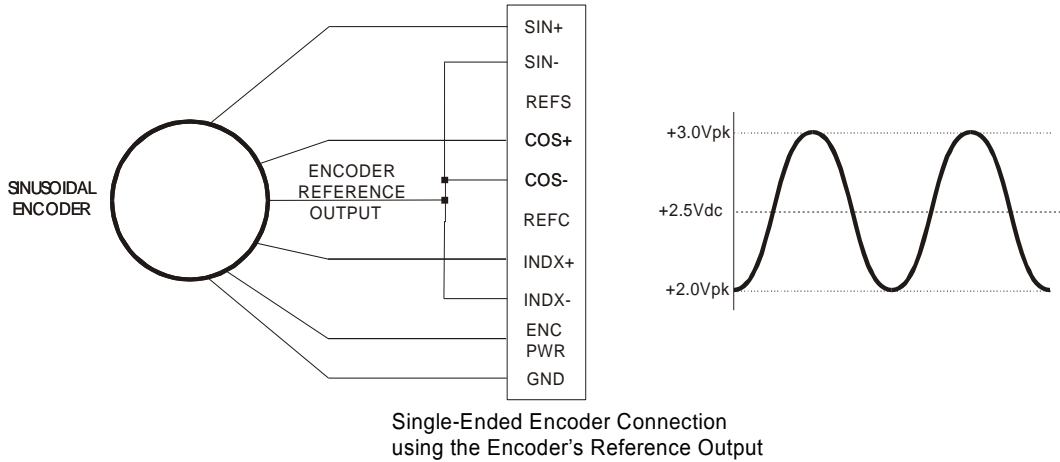 SIN+
SIN-
REFS
COS+
COS-
REFC
INDX+
INDX-
ENC
PWR
GND
SINUSOIDAL
ENCODER
ENCODER
REFERENCE
OUTPUT
+3.0Vpk
+2.5Vdc
+2.0Vpk
Single-Ended Encoder Connection
using the Encoder's Reference Output